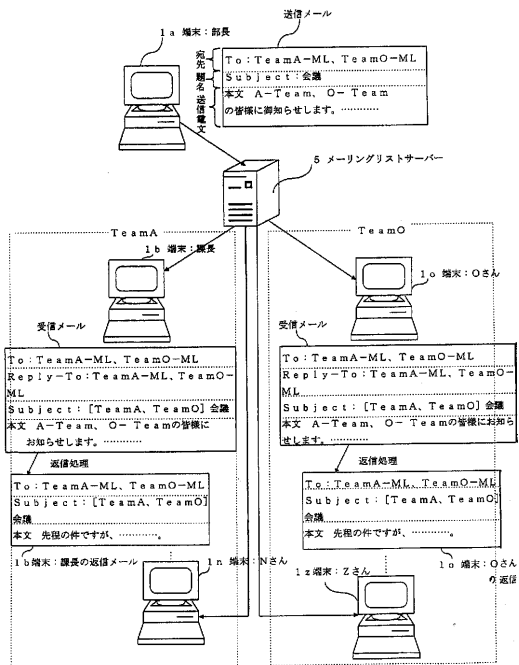 送信メール
1a 端末：部長
宛先
To：TeamA－ML、TeamO－ML
題名
Subject：会議
送信電文
本文 A－Team、O－Team
の皆様に御知らせします。…………
5 メーリングリストサーバー
TeamA
TeamO
1b 端末：課長
1o 端末：Oさん
受信メール
To：TeamA－ML、TeamO－ML
Reply－To：TeamA－ML、TeamO－
ML
Subject：[TeamA、TeamO] 会議
本文 A－Team、O－Teamの皆様に
お知らせします。…………
返信処理
To：TeamA－ML、TeamO－ML
Subject：[TeamA、TeamO]
会議
本文 先程の件ですが、…………。
1b端末：課長の返信メール
1n 端末：Nさん
受信メール
To：TeamA－ML、TeamO－ML
Reply－To：TeamA－ML、TeamO－
ML
Subject：[TeamA、TeamO] 会議
本文 A－Team、O－Teamの皆様にお知ら
せします。…………
返信処理
To：TeamA－ML、TeamO－ML
Subject：[TeamA、TeamO]
会議
本文 先程の件ですが、…………。
1z端末：Zさん
1o 端末：Oさん
の返信